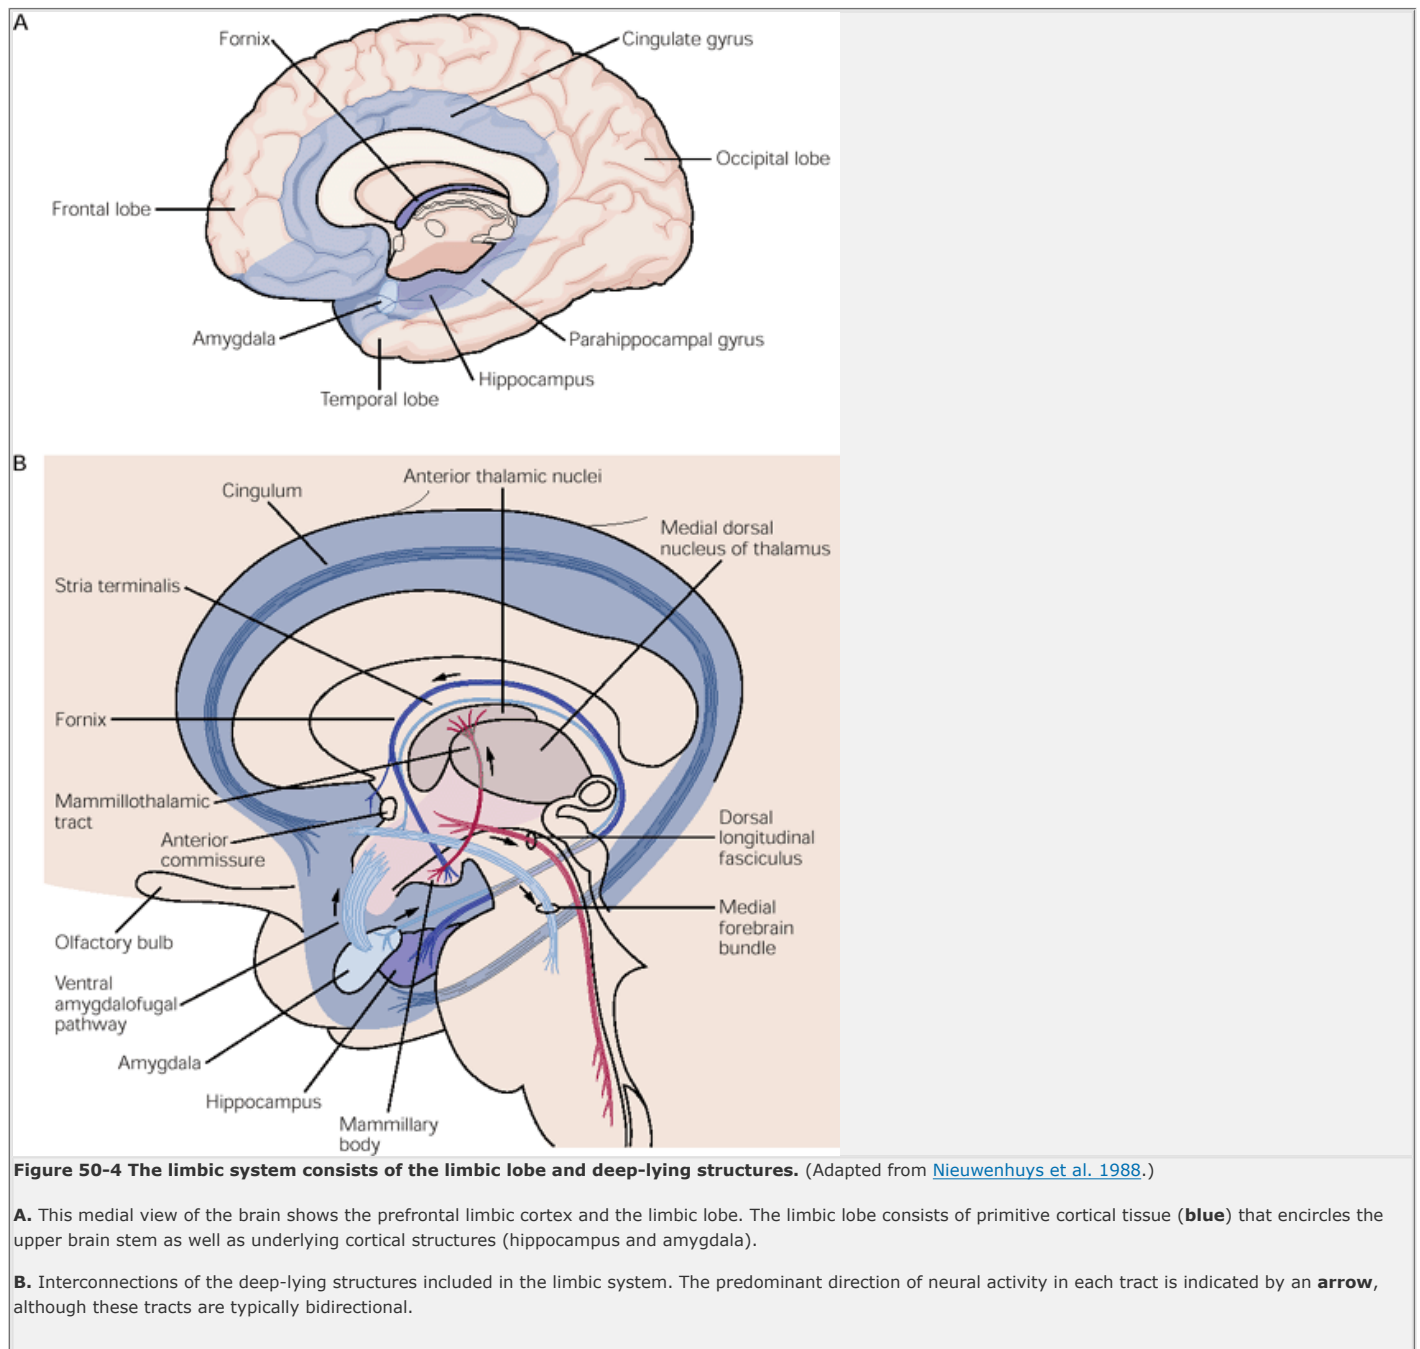 A
Fornix
Cingulate gyrus
Occipital lobe
Frontal lobe
Amygdala
Parahippocampal gyrus
Hippocampus
Temporal lobe
B
Anterior thalamic nuclei
Cingulum
Medial dorsal
nucleus of thalamus
Stria terminalis
Fornix
Mammillothalamic
tract
Anterior
commissure
Dorsal
longitudinal
fasciculus
Medial
forebrain
bundle
Olfactory bulb
Ventral
amygdalofugal
pathway
Amygdala
Hippocampus
Mammillary
body
Figure 50-4 The limbic system consists of the limbic lobe and deep-lying structures. (Adapted from Nieuwenhuys et al. 1988.)
A. This medial view of the brain shows the prefrontal limbic cortex and the limbic lobe. The limbic lobe consists of primitive cortical tissue (blue) that encircles the
upper brain stem as well as underlying cortical structures (hippocampus and amygdala).
B. Interconnections of the deep-lying structures included in the limbic system. The predominant direction of neural activity in each tract is indicated by an arrow,
although these tracts are typically bidirectional.